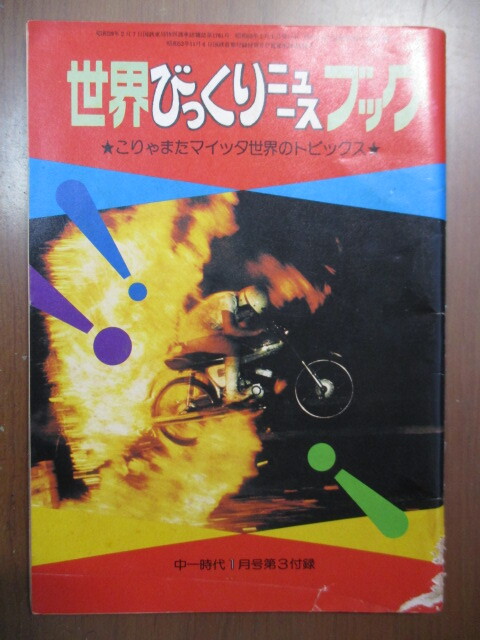 世界びっくりニュースブック
★こりゃまたマイッタ世界のトピックス★
中一時代1月号第3付録